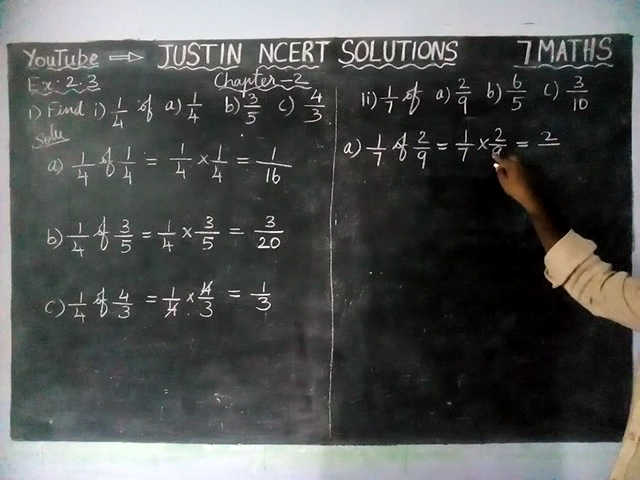 YouTube ⇒ JUSTIN NCERT SOLUTIONS 7 MATHS
Ex: 2.3 Chapter-2
1) Find i) 1/4 of a) 1/4 b) 3/5 c) 4/3
Solu
a) 1/4 of 1/4 = 1/4 × 1/4 = 1/16
b) 1/4 of 3/5 = 1/4 × 3/5 = 3/20
c) 1/4 of 4/3 = 1/4 × 4/3 = 1/3
ii) 1/7 of a) 2/9 b) 6/5 c) 3/10
a) 1/7 of 2/9 = 1/7 × 2/9 = 2/